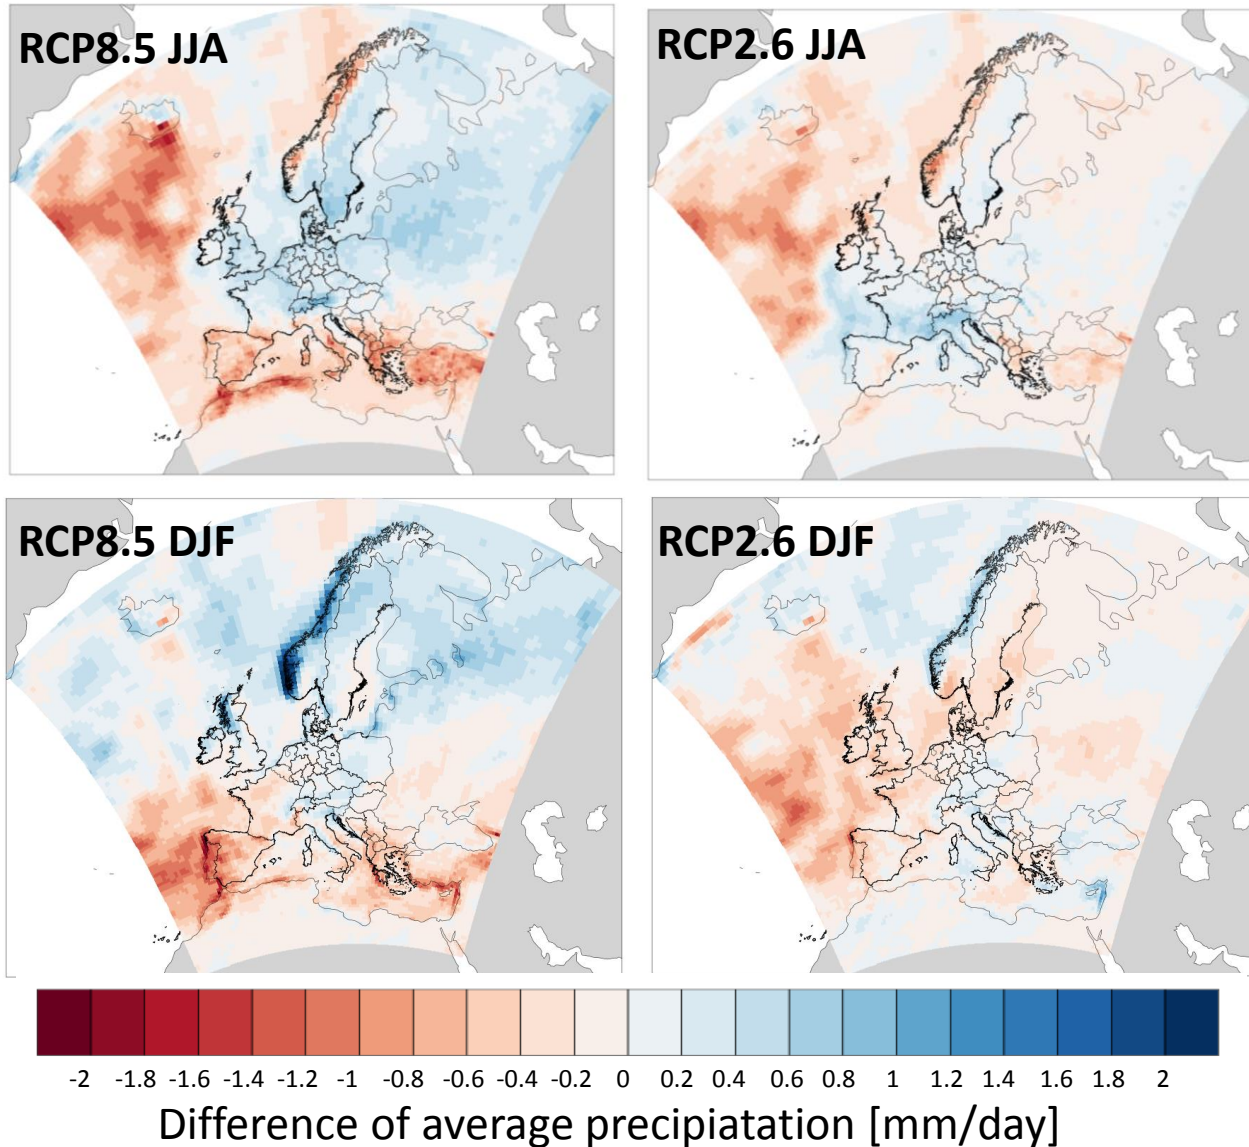 RCP8.5 JJA
RCP2.6 JJA
RCP8.5 DJF
RCP2.6 DJF
-2 -1.8 -1.6 -1.4 -1.2 -1 -0.8 -0.6 -0.4 -0.2 0 0.2 0.4 0.6 0.8 1 1.2 1.4 1.6 1.8 2
Difference of average precipiatation [mm/day]